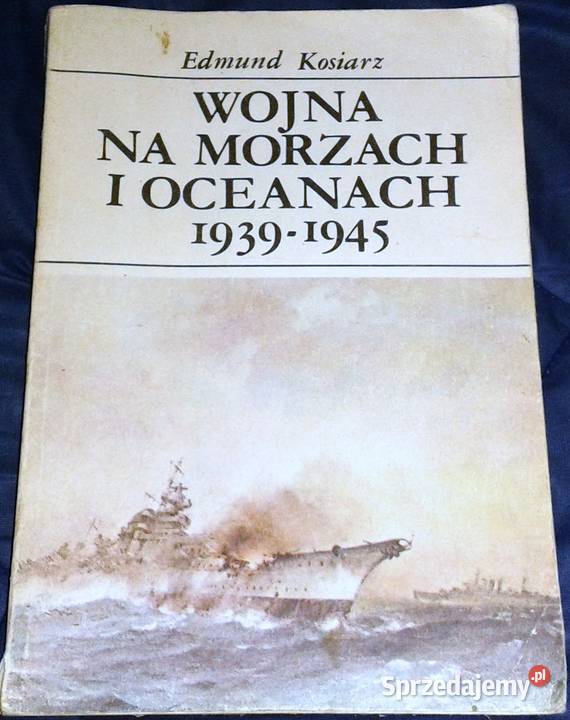 Edmund Kosiarz
WOJNA
NA MORZACH
I OCEANACH
1939-1945
Sprzedajemy.pl